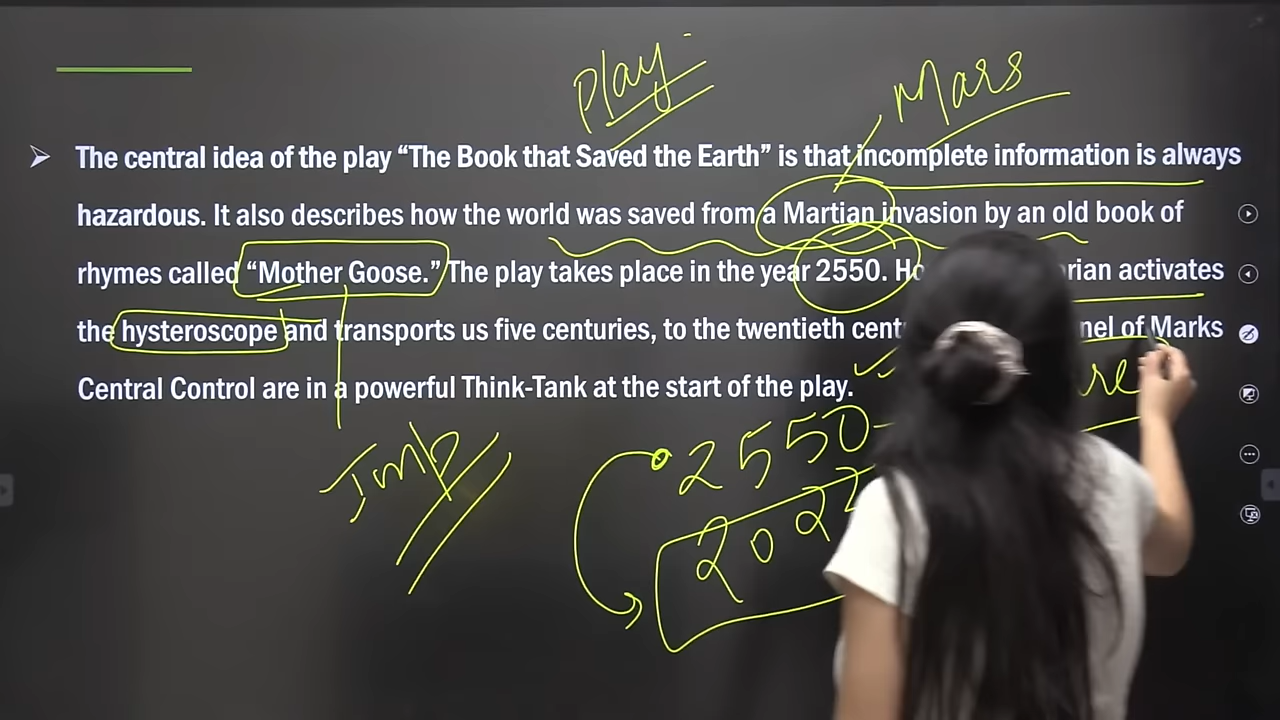 Play
Mars
The central idea of the play “The Book that Saved the Earth” is that incomplete information is always
hazardous. It also describes how the world was saved from a Martian invasion by an old book of
rhymes called “Mother Goose.” The play takes place in the year 2550. activates
the hysteroscope and transports us five centuries, to the twentieth of Marks
Central Control are in a powerful Think-Tank at the start of the play.
Imp
2550
202